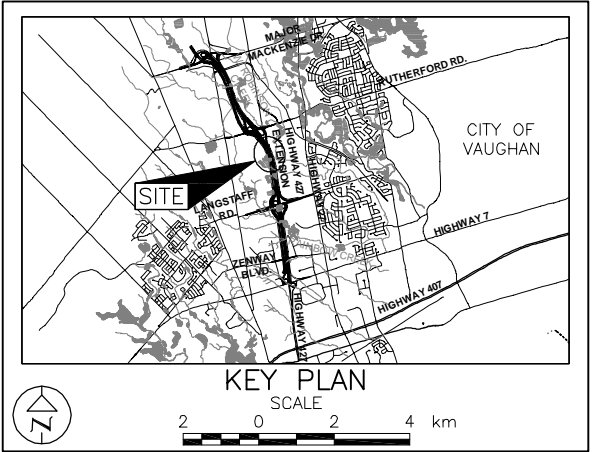 MAJOR
MACKENZIE DR.
RUTHERFORD RD.
CITY OF
VAUGHAN
HIGHWAY 427
EXTENSION
HIGHWAY 27
SITE
LANGSTAFF
RD.
HIGHWAY 7
ZENWAY
BLVD.
HIGHWAY 407
HIGHWAY 427
KEY PLAN
SCALE
2 0 2 4 km
N